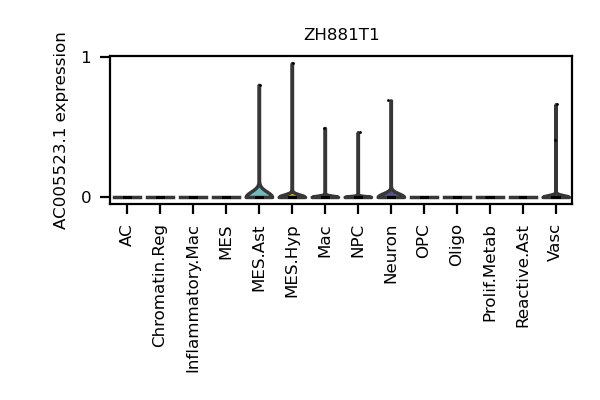 ZH881T1
AC005523.1 expression
1
0
AC
Chromatin.Reg
Inflammatory.Mac
MES
MES.Ast
MES.Hyp
Mac
NPC
Neuron
OPC
Oligo
Prolif.Metab
Reactive.Ast
Vasc